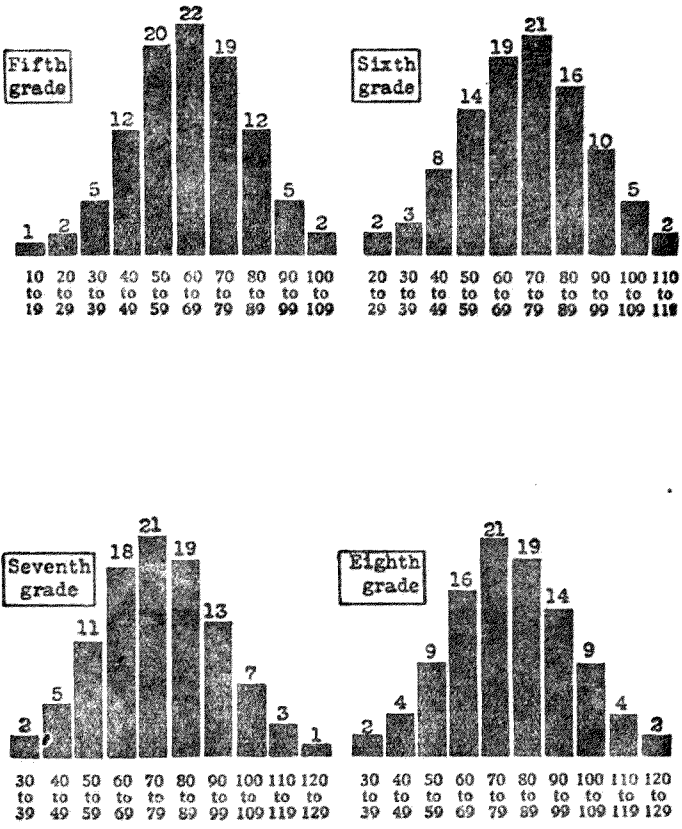 Fifth
grade
1 2 5 12 20 22 19 12 5 2
10 20 30 40 50 60 70 80 90 100
to to to to to to to to to to
19 29 39 49 59 69 79 89 99 109
Sixth
grade
2 3 8 14 19 21 16 10 5 2
20 30 40 50 60 70 80 90 100 110
to to to to to to to to to to
29 39 49 59 69 79 89 99 109
Seventh
grade
2 5 11 18 21 19 13 7 3 1
30 40 50 60 70 80 90 100 110 120
to to to to to to to to to to
39 49 59 69 79 89 99 109 119 129
Eighth
grade
2 4 9 16 21 19 14 9 4
30 40 50 60 70 80 90 100 110 120
to to to to to to to to to to
39 49 59 69 79 89 99 109 119 129